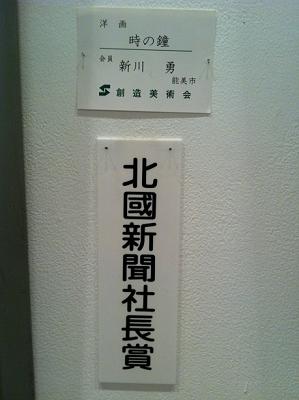 洋画
時の鐘
会員 新川 勇
能美市
創造美術会
北國新聞社長賞